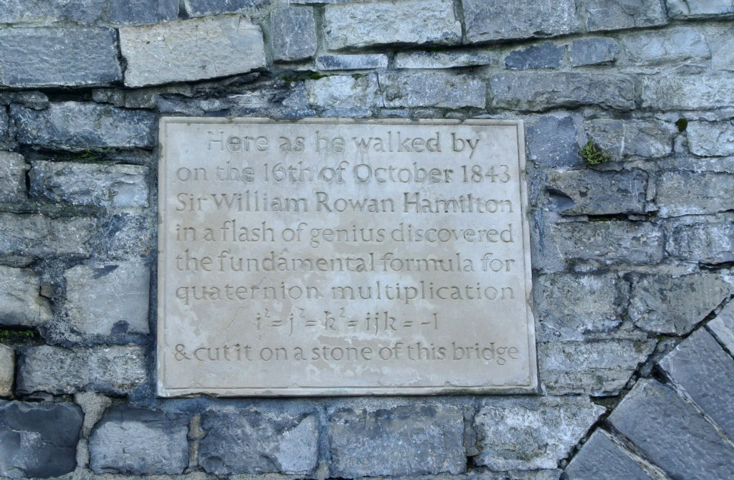 Here as he walked by
on the 16th of October 1843
Sir William Rowan Hamilton
in a flash of genius discovered
the fundamental formula for
quaternion multiplication
i² = j² = k² = ijk = -1
& cut it on a stone of this bridge